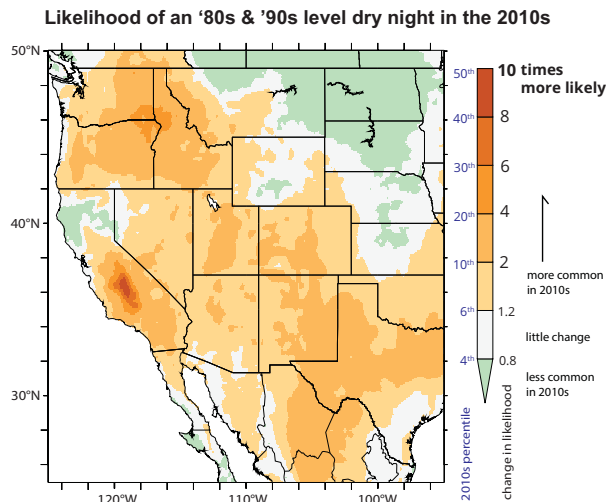 Likelihood of an ‘80s & ’90s level dry night in the 2010s
50°N
40°N
30°N
120°W
110°W
100°W
50th
40th
30th
20th
10th
6th
4th
10 times
more likely
8
6
4
2
1.2
0.8
more common
in 2010s
little change
less common
in 2010s
2010s percentile
change in likelihood